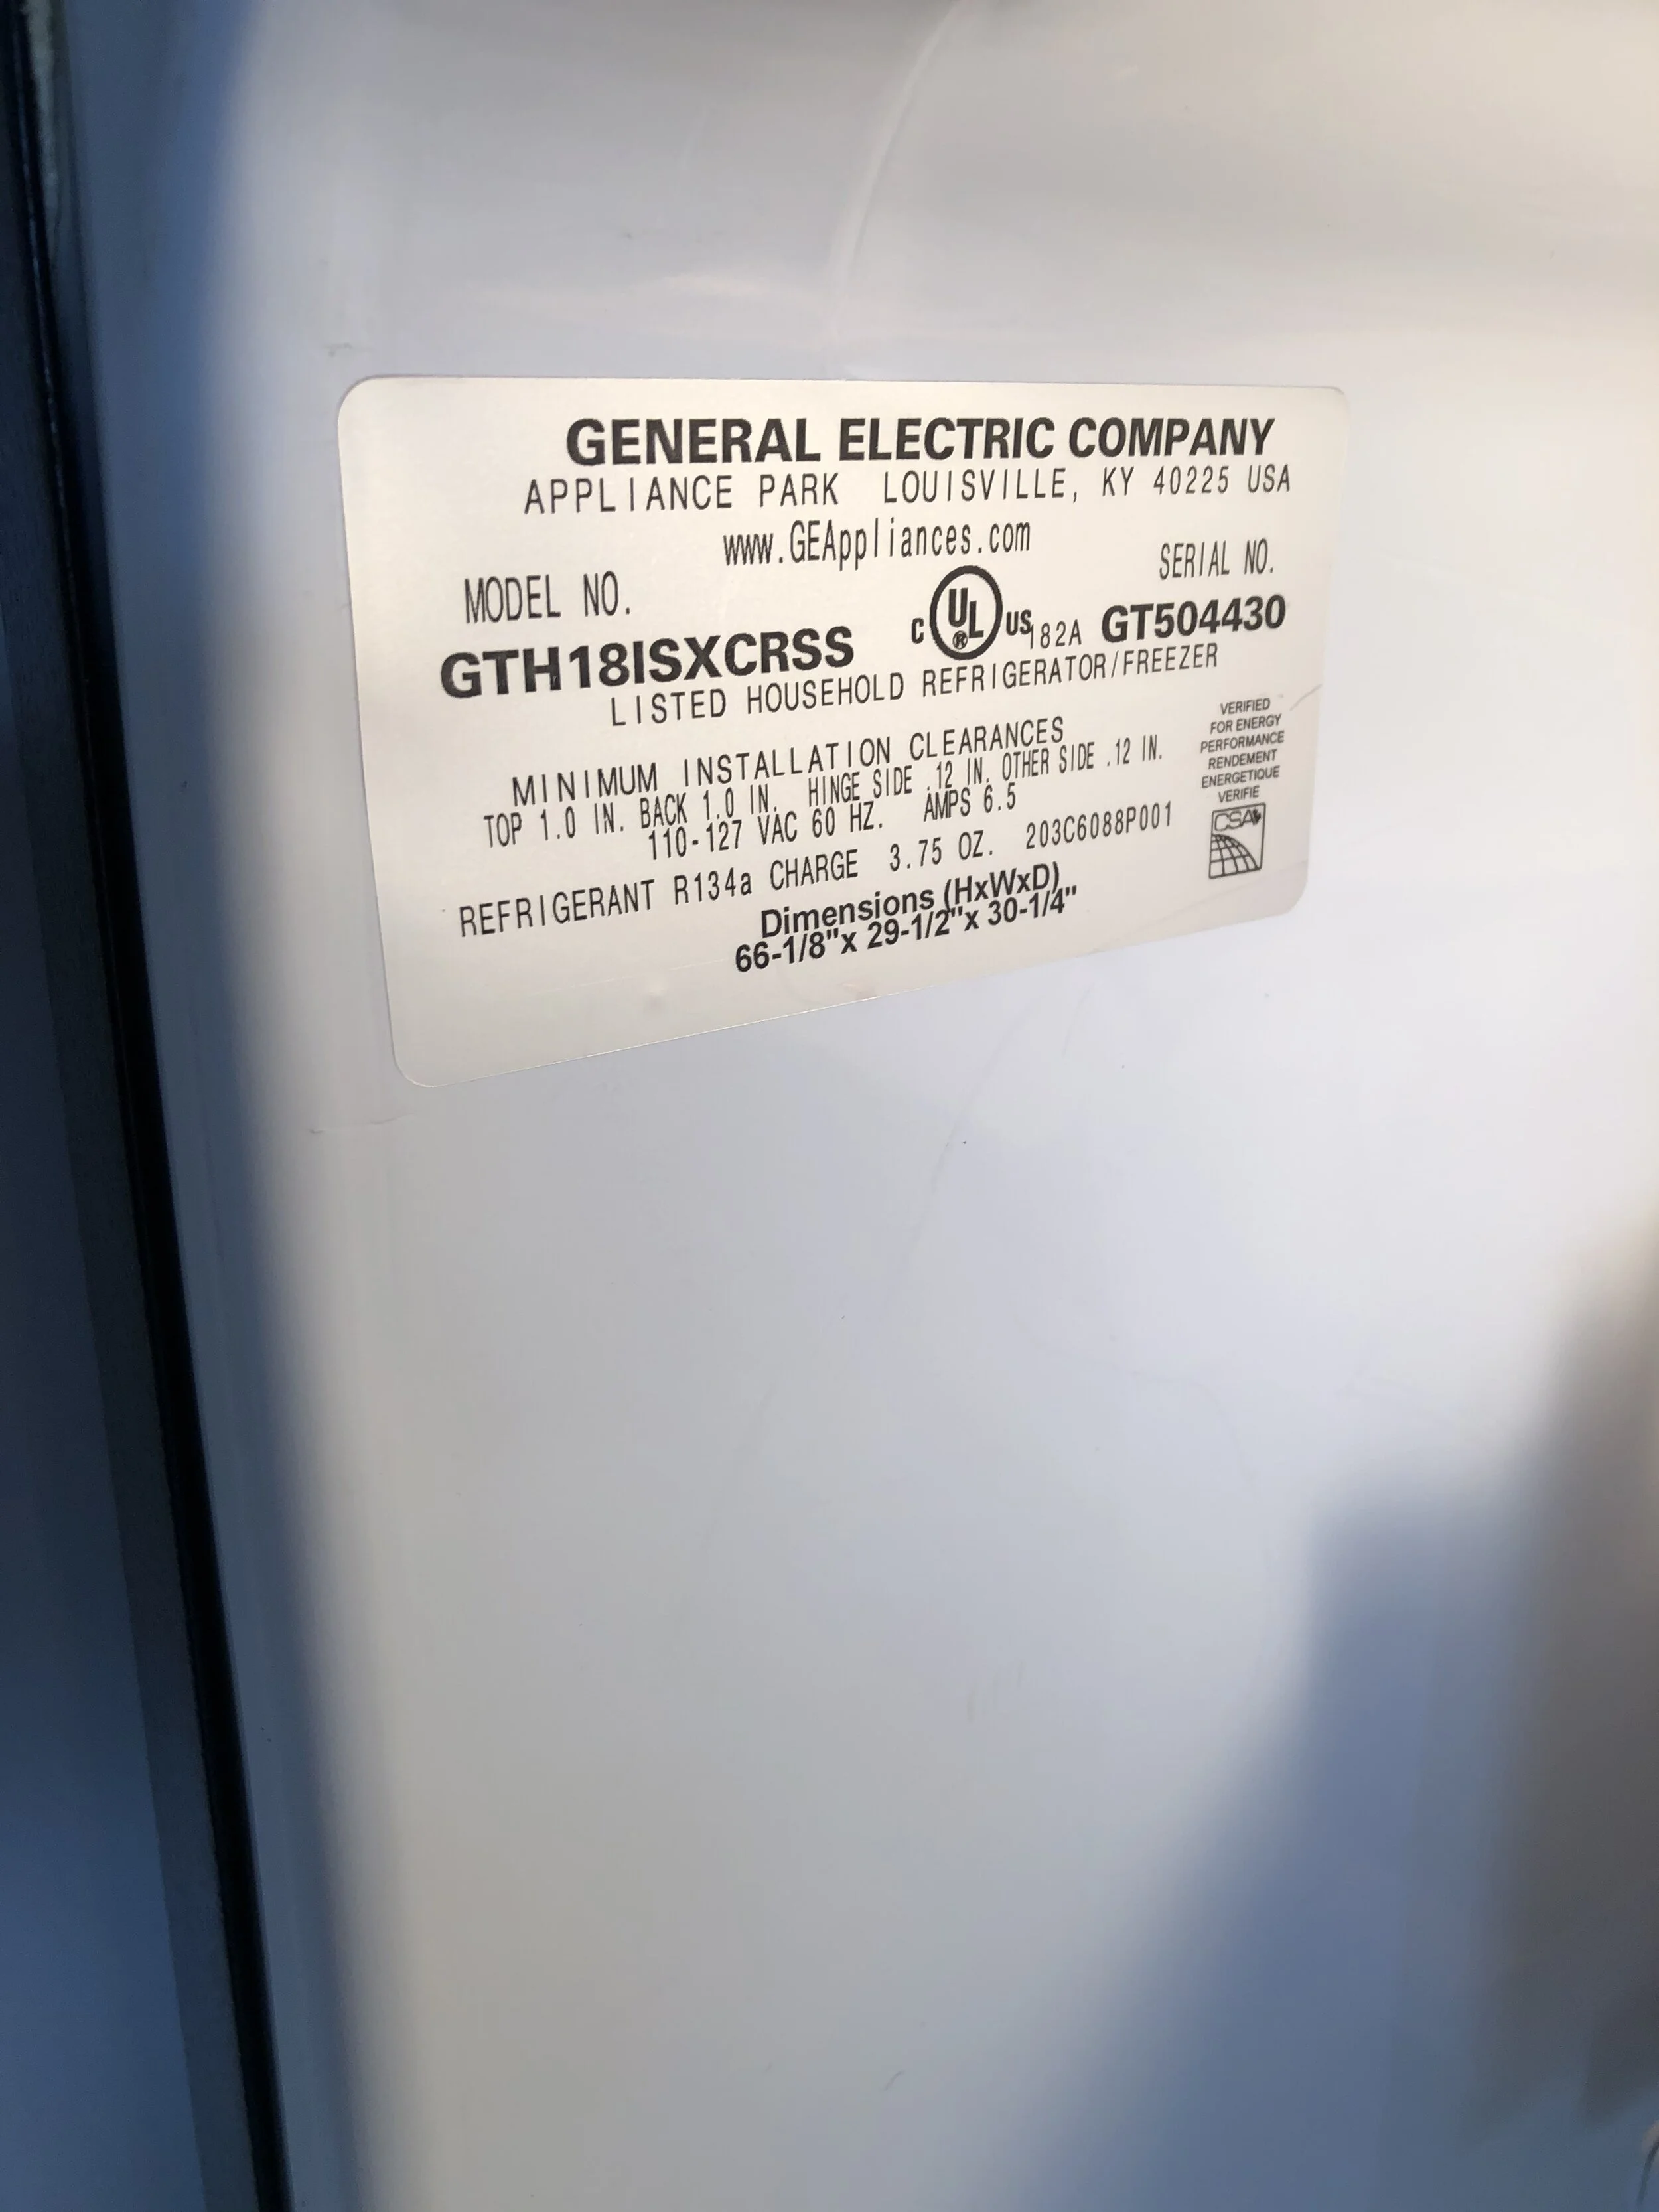 GENERAL ELECTRIC COMPANY
APPLIANCE PARK LOUISVILLE, KY 40225 USA
www.GEAppliances.com
MODEL NO.
SERIAL NO.
GTH18ISXCRSS
C UL ® US 182A
GT504430
LISTED HOUSEHOLD REFRIGERATOR/FREEZER
MINIMUM INSTALLATION CLEARANCES
TOP 1.0 IN. BACK 1.0 IN. HINGE SIDE .12 IN. OTHER SIDE .12 IN.
110-127 VAC 60 HZ. AMPS 6.5
REFRIGERANT R134a CHARGE 3.75 OZ. 203C6088P001
Dimensions (HxWxD)
66-1/8"x 29-1/2"x 30-1/4"
VERIFIED
FOR ENERGY
PERFORMANCE
RENDEMENT
ENERGETIQUE
VERIFIE
CSA